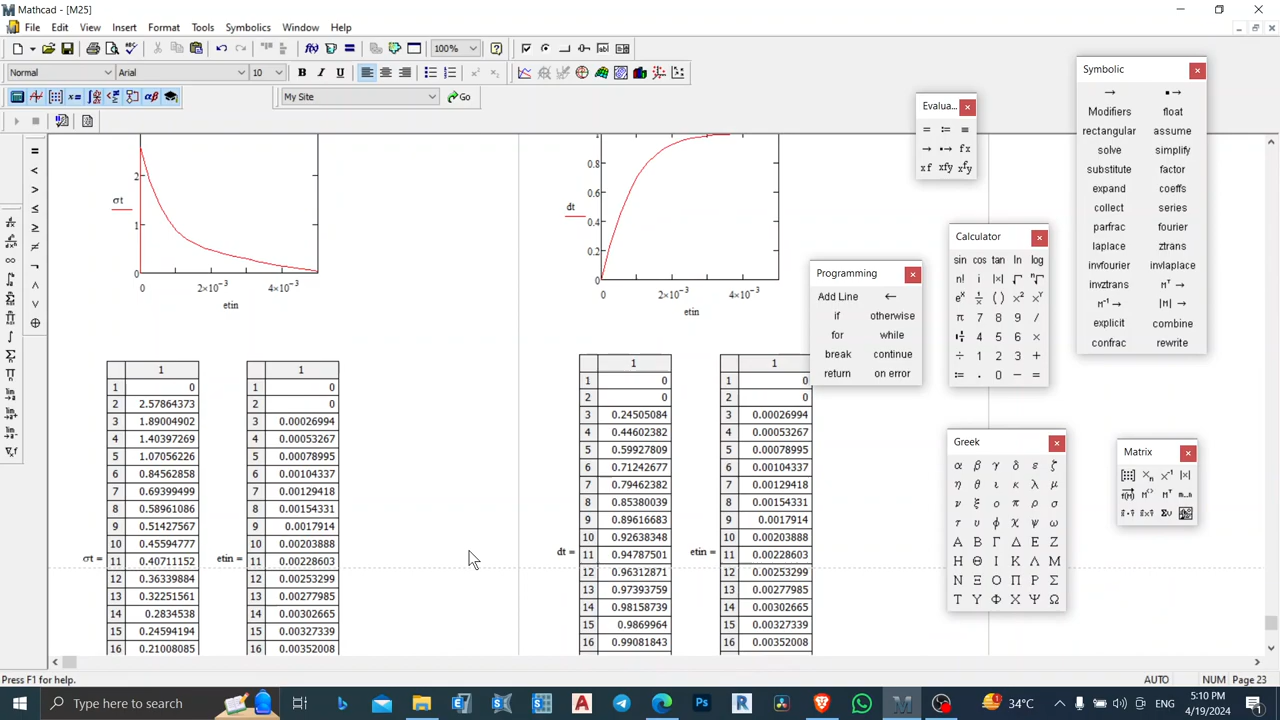 Mathcad - [M25]
File Edit View Insert Format Tools Symbolics Window Help
100%
Normal Arial 10 B I U
My Site Go
σt
2
1
0
0 2×10⁻³ 4×10⁻³
etin
dt
1
0.8
0.6
0.4
0.2
0
0 2×10⁻³ 4×10⁻³
etin
σt =
1
1 0
2 2.57864373
3 1.89004902
4 1.40397269
5 1.07056226
6 0.84562858
7 0.69399499
8 0.58961086
9 0.51427567
10 0.45594777
11 0.40711152
12 0.36339884
13 0.32251561
14 0.2834538
15 0.24594194
16 0.21008085
etin =
1
1 0
2 0
3 0.00026994
4 0.00053267
5 0.00078995
6 0.00104337
7 0.00129418
8 0.00154331
9 0.0017914
10 0.00203888
11 0.00228603
12 0.00253299
13 0.00277985
14 0.00302665
15 0.00327339
16 0.00352008
dt =
1
1 0
2 0
3 0.24505084
4 0.44602382
5 0.59927809
6 0.71242677
7 0.79462382
8 0.85380039
9 0.89616683
10 0.92638348
11 0.94787501
12 0.96312871
13 0.97393759
14 0.98158739
15 0.9869964
16 0.99081843
etin =
1
1 0
2 0
3 0.00026994
4 0.00053267
5 0.00078995
6 0.00104337
7 0.00129418
8 0.00154331
9 0.0017914
10 0.00203888
11 0.00228603
12 0.00253299
13 0.00277985
14 0.00302665
15 0.00327339
16 0.00352008
Evalua...
= := ≡
→ •→ fx
xf xfy xfy
Programming
Add Line ←
if otherwise
for while
break continue
return on error
Calculator
sin cos tan ln log
n! i |×| √ ⁿ√
eˣ 1/x ( ) ×² ×ʸ
π 7 8 9 /
4 5 6 ×
÷ 1 2 3 +
:= . 0 − =
Symbolic
→ •→
Modifiers float
rectangular assume
solve simplify
substitute factor
expand coeffs
collect series
parfrac fourier
laplace ztrans
invfourier invlaplace
invztrans Mᵀ →
M⁻¹ → |M| →
explicit combine
confrac rewrite
Greek
α β γ δ ε ζ
η θ ι κ λ μ
ν ξ ο π ρ σ
τ υ φ χ ψ ω
Α Β Γ Δ Ε Ζ
Η Θ Ι Κ Λ Μ
Ν Ξ Ο Π Ρ Σ
Τ Υ Φ Χ Ψ Ω
Matrix
Press F1 for help.
AUTO NUM Page 23
Type here to search
34°C
ENG
5:10 PM
4/19/2024